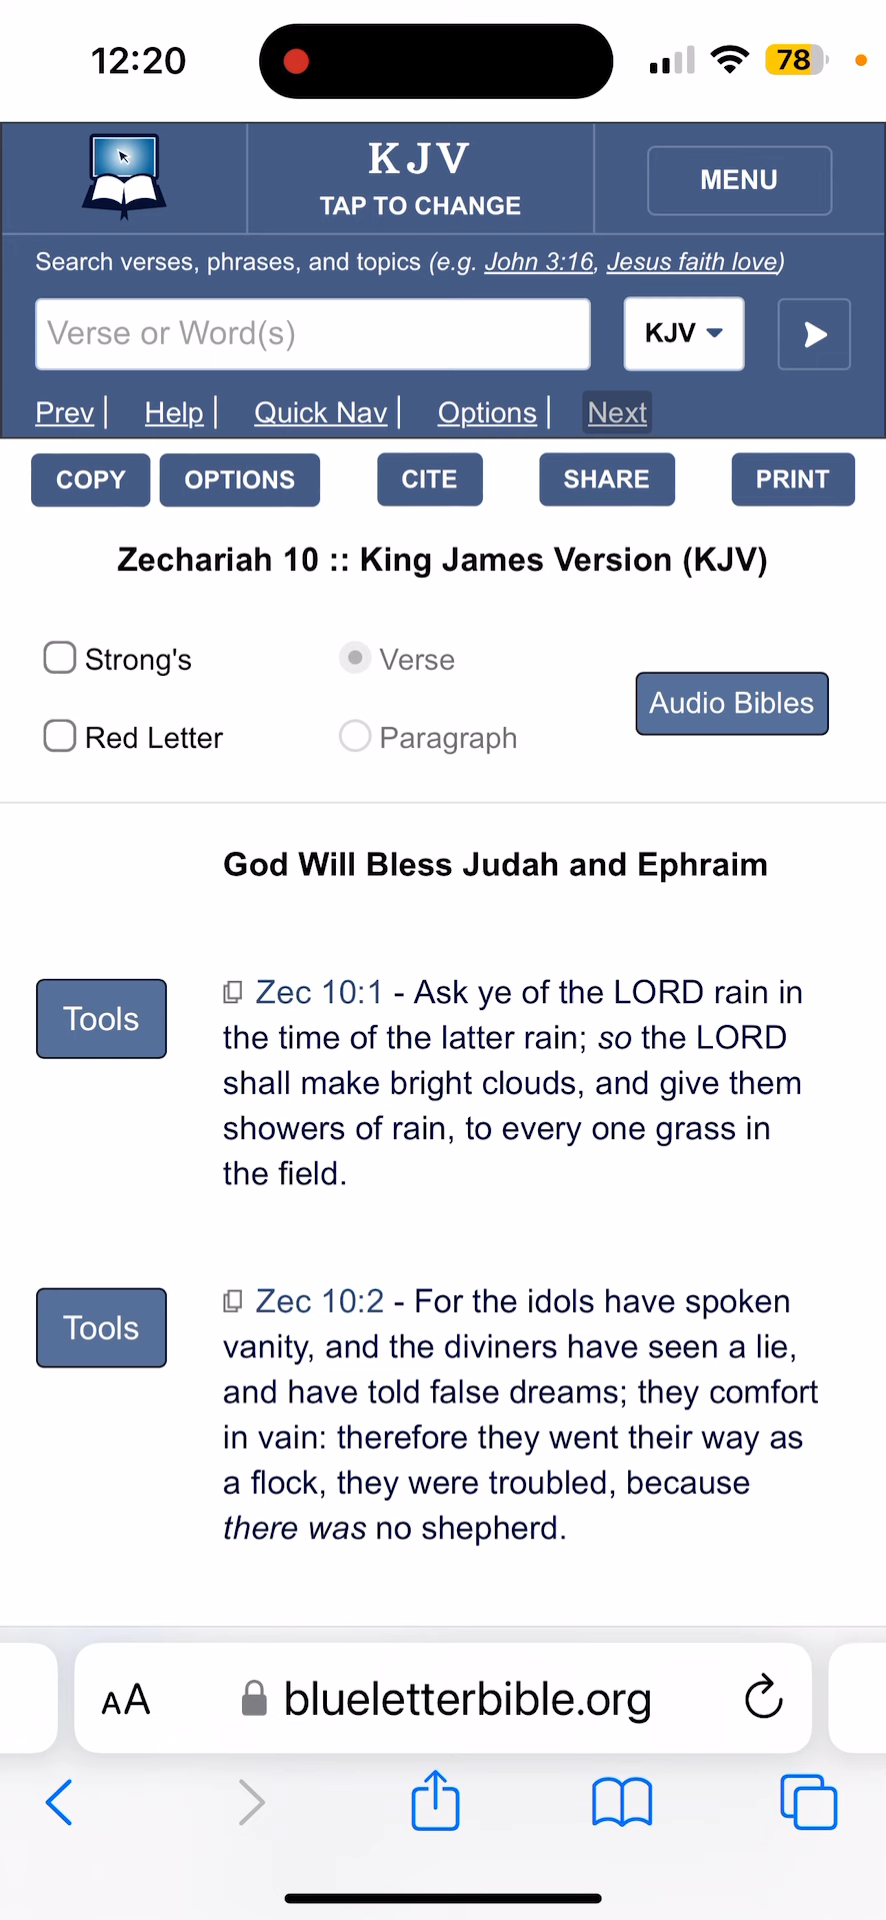 12:20
78
KJV
TAP TO CHANGE
MENU
Search verses, phrases, and topics (e.g. John 3:16, Jesus faith love)
Verse or Word(s)
KJV
Prev | Help | Quick Nav | Options | Next
COPY OPTIONS CITE SHARE PRINT
Zechariah 10 :: King James Version (KJV)
Strong's Verse
Audio Bibles
Red Letter Paragraph
God Will Bless Judah and Ephraim
Tools
Zec 10:1 - Ask ye of the LORD rain in
the time of the latter rain; so the LORD
shall make bright clouds, and give them
showers of rain, to every one grass in
the field.
Tools
Zec 10:2 - For the idols have spoken
vanity, and the diviners have seen a lie,
and have told false dreams; they comfort
in vain: therefore they went their way as
a flock, they were troubled, because
there was no shepherd.
AA blueletterbible.org